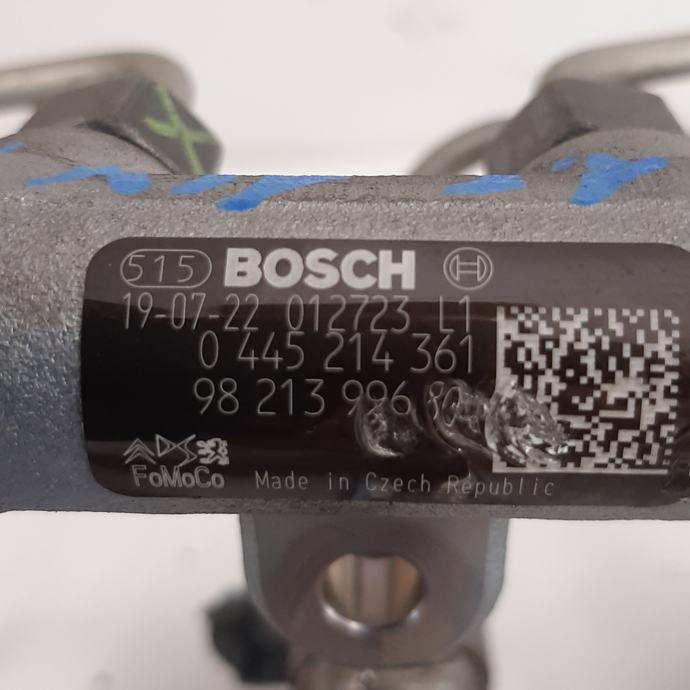 515 BOSCH
19-07-22 012723 L1
0 445 214 361
98 213 996 80
DS
FoMoCo Made in Czech Republic